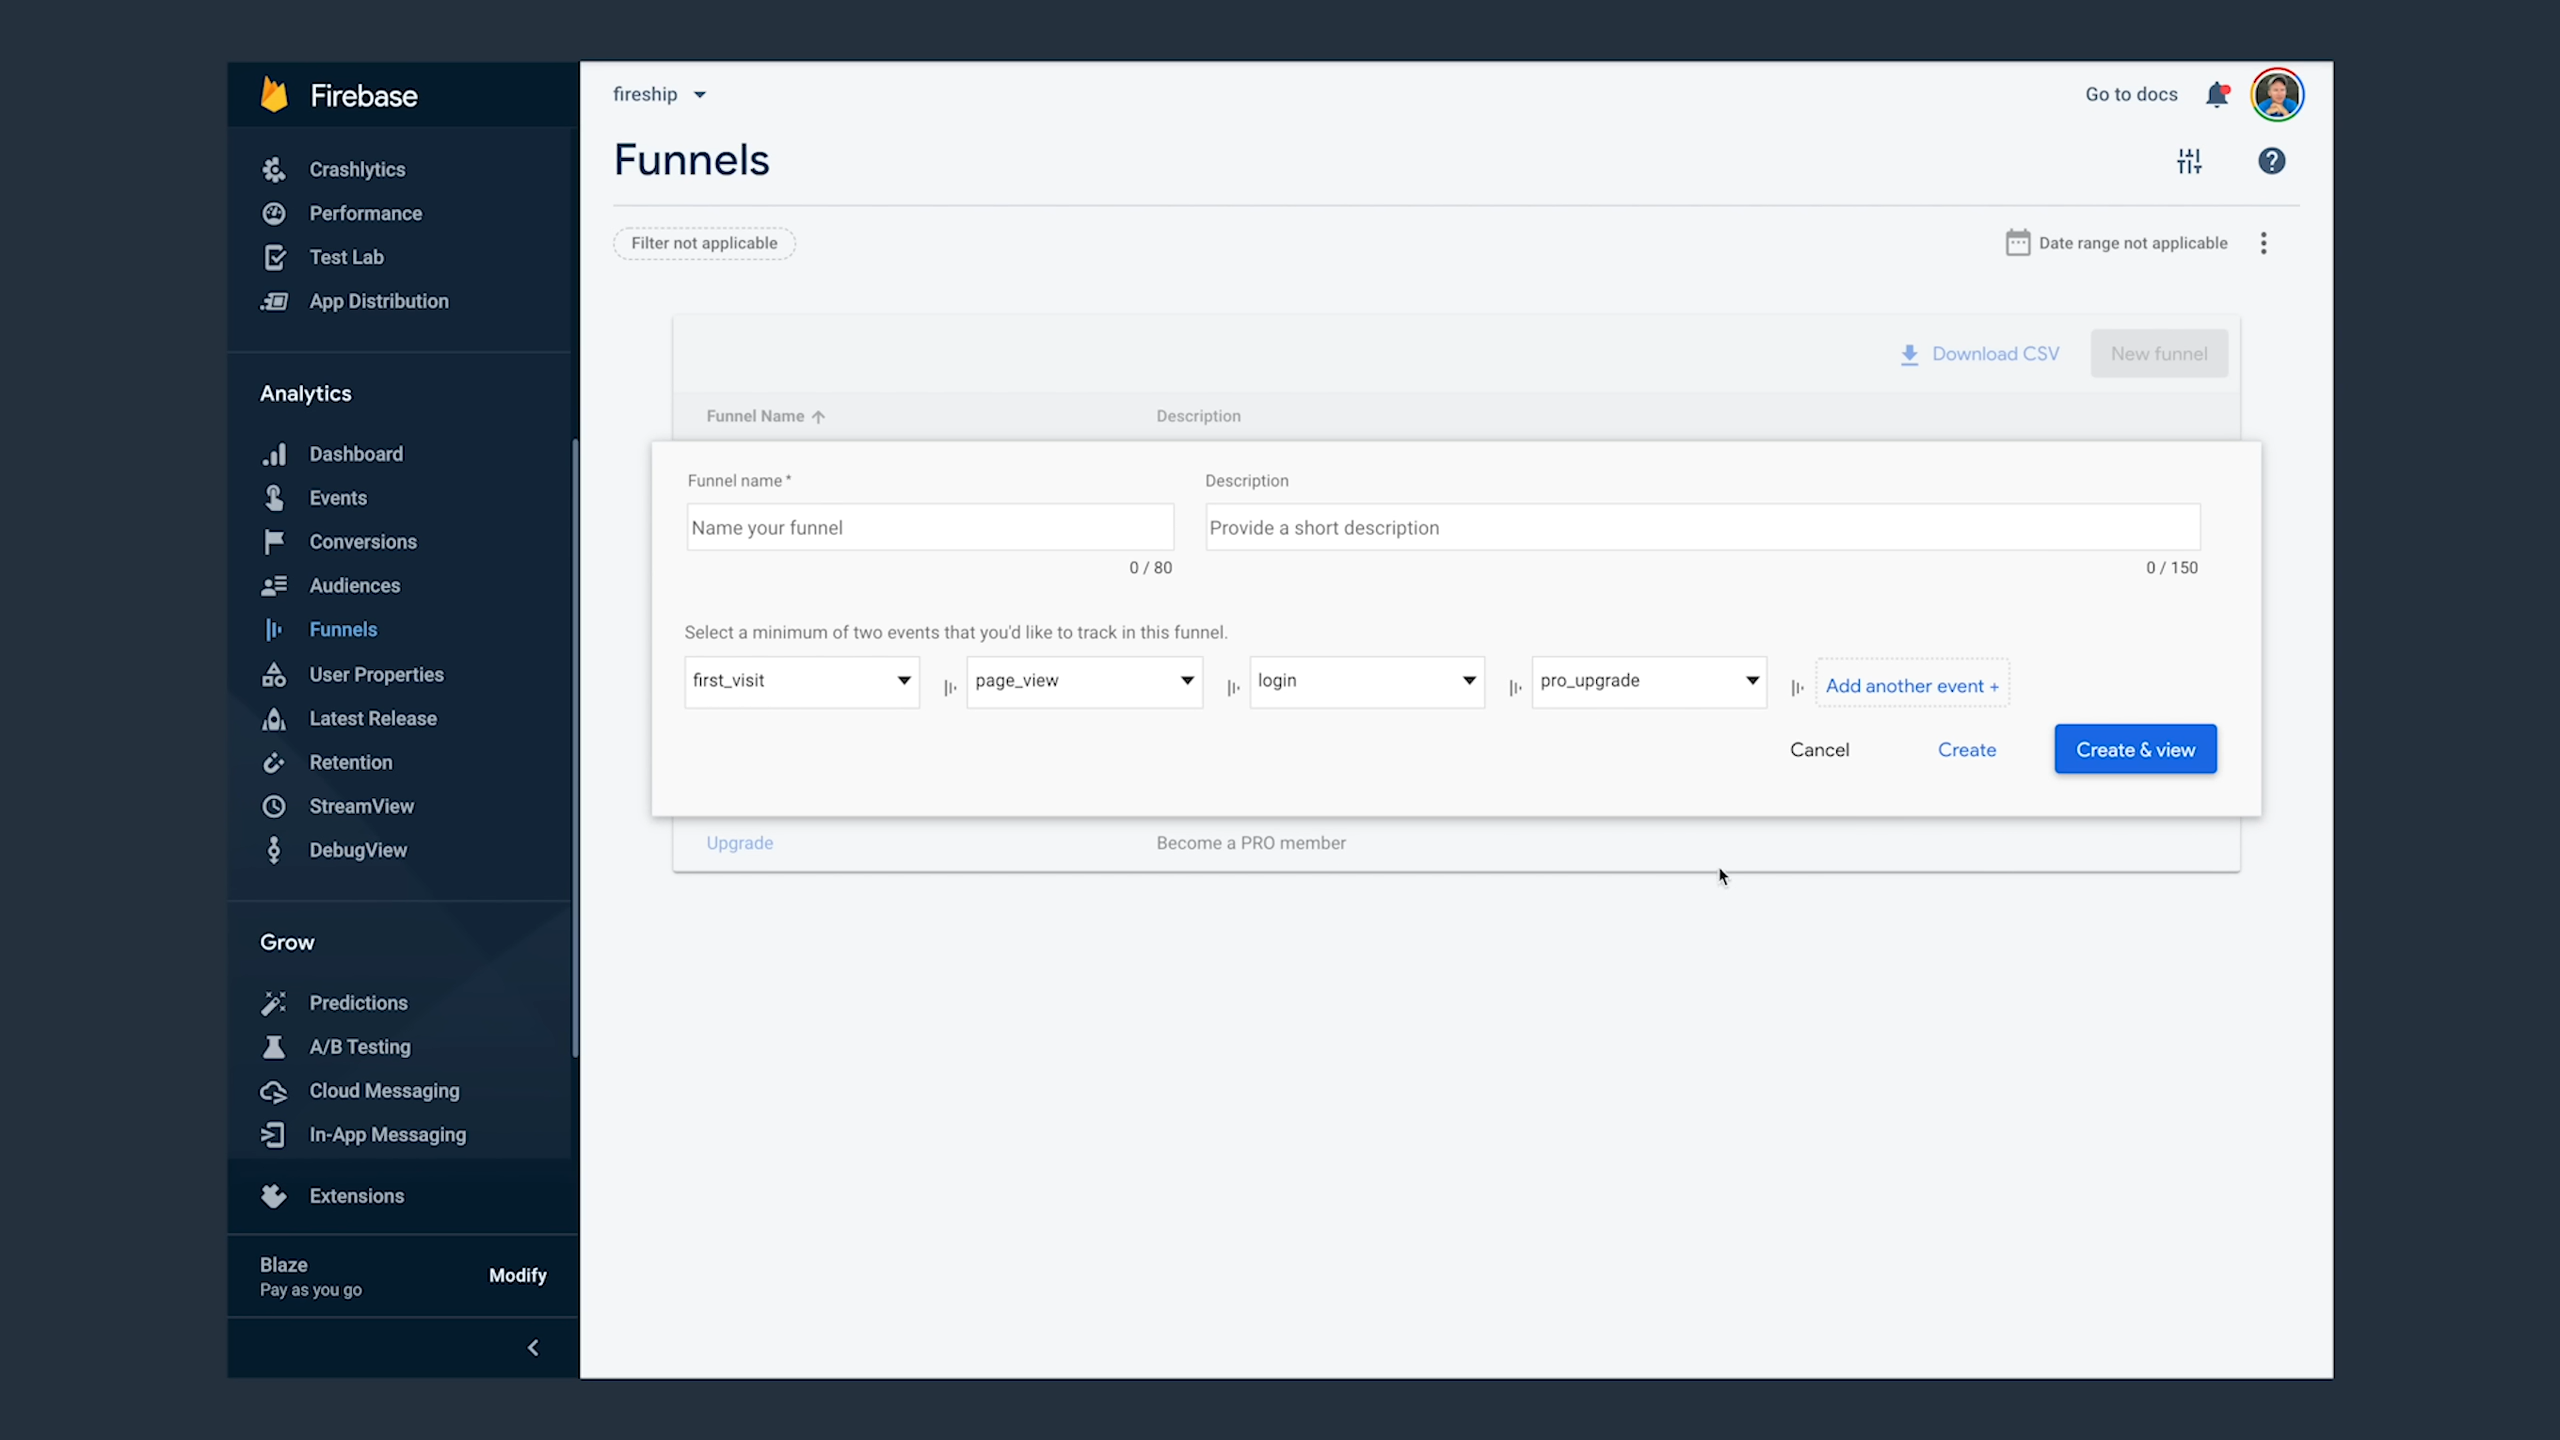 Firebase
Crashlytics
Performance
Test Lab
App Distribution
Analytics
Dashboard
Events
Conversions
Audiences
Funnels
User Properties
Latest Release
Retention
StreamView
DebugView
Grow
Predictions
A/B Testing
Cloud Messaging
In-App Messaging
Extensions
Blaze
Pay as you go
Modify
fireship
Go to docs
Funnels
Filter not applicable
Date range not applicable
Download CSV
New funnel
Funnel Name
Description
Funnel name *
Description
Name your funnel
Provide a short description
0 / 80
0 / 150
Select a minimum of two events that you'd like to track in this funnel.
first_visit
page_view
login
pro_upgrade
Add another event +
Cancel
Create
Create & view
Upgrade
Become a PRO member